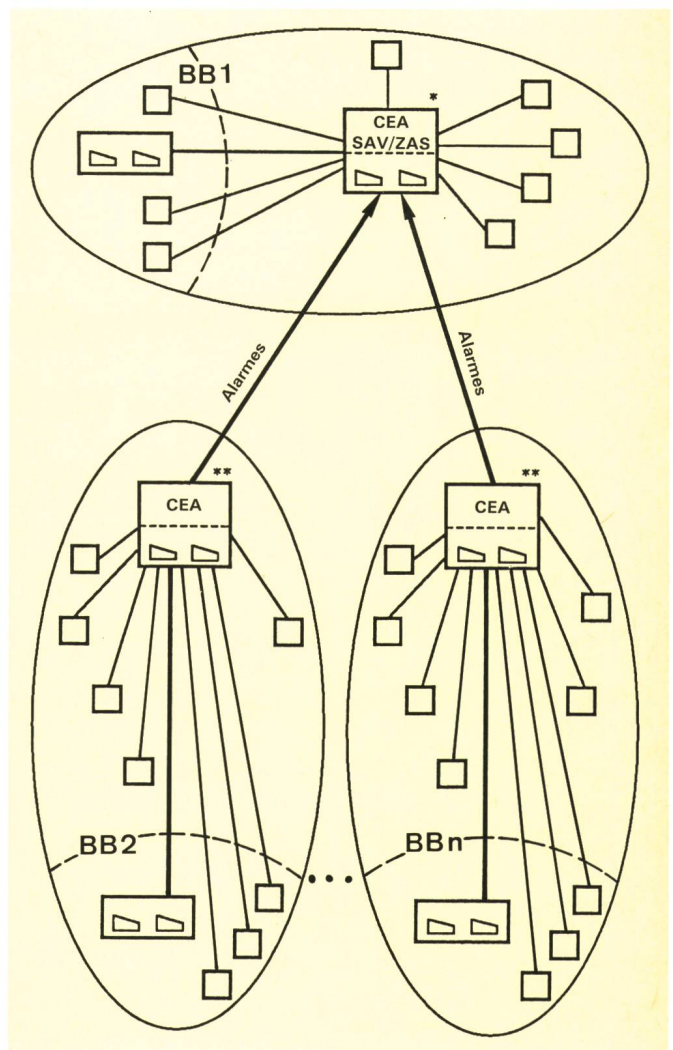 BB1
*
CEA
SAV/ZAS
Alarmes
Alarmes
**
CEA
**
CEA
BB2
BBn
...